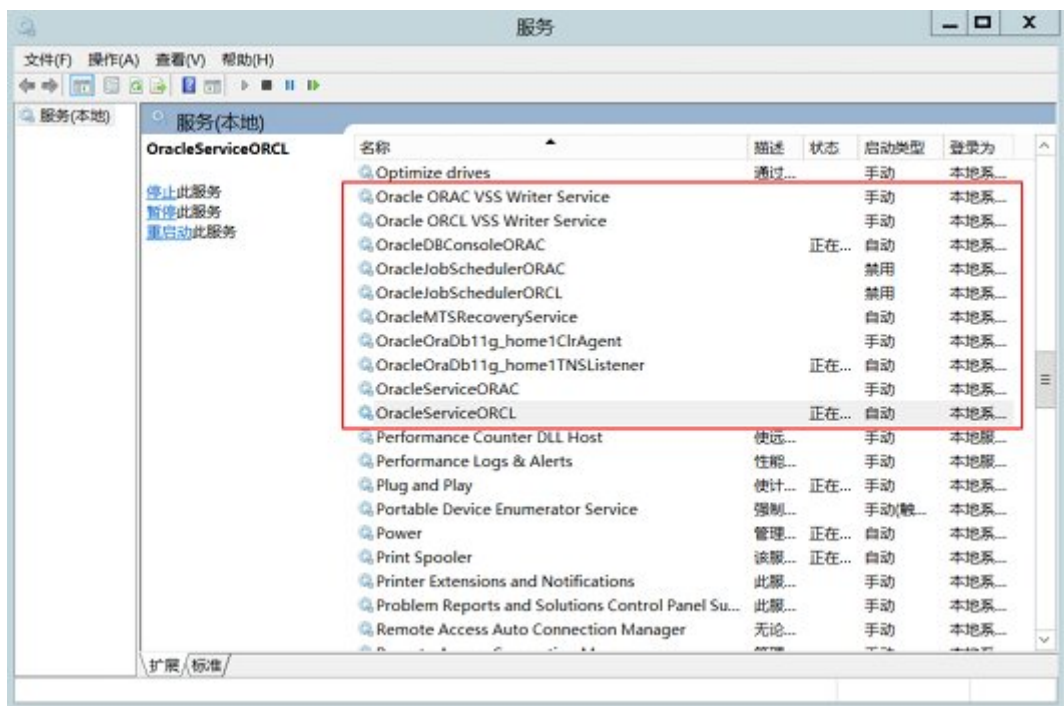 服务
文件(F) 操作(A) 查看(V) 帮助(H)
服务(本地)
服务(本地)
OracleServiceORCL
停止此服务
暂停此服务
重启动此服务
名称 描述 状态 启动类型 登录为
Optimize drives 通过... 手动 本地系...
Oracle ORAC VSS Writer Service 手动 本地系...
Oracle ORCL VSS Writer Service 手动 本地系...
OracleDBConsoleORAC 正在... 自动 本地系...
OracleJobSchedulerORAC 禁用 本地系...
OracleJobSchedulerORCL 禁用 本地系...
OracleMTSRecoveryService 自动 本地系...
OracleOraDb11g_home1ClrAgent 手动 本地系...
OracleOraDb11g_home1TNSListener 正在... 自动 本地系...
OracleServiceORAC 手动 本地系...
OracleServiceORCL 正在... 自动 本地系...
Performance Counter DLL Host 使远... 手动 本地服...
Performance Logs & Alerts 性能... 手动 本地服...
Plug and Play 使计... 正在... 手动 本地系...
Portable Device Enumerator Service 强制... 手动(触... 本地系...
Power 管理... 正在... 自动 本地系...
Print Spooler 该服... 正在... 自动 本地系...
Printer Extensions and Notifications 此服... 手动 本地系...
Problem Reports and Solutions Control Panel Su... 此服... 手动 本地系...
Remote Access Auto Connection Manager 无论... 手动 本地系...
扩展 标准